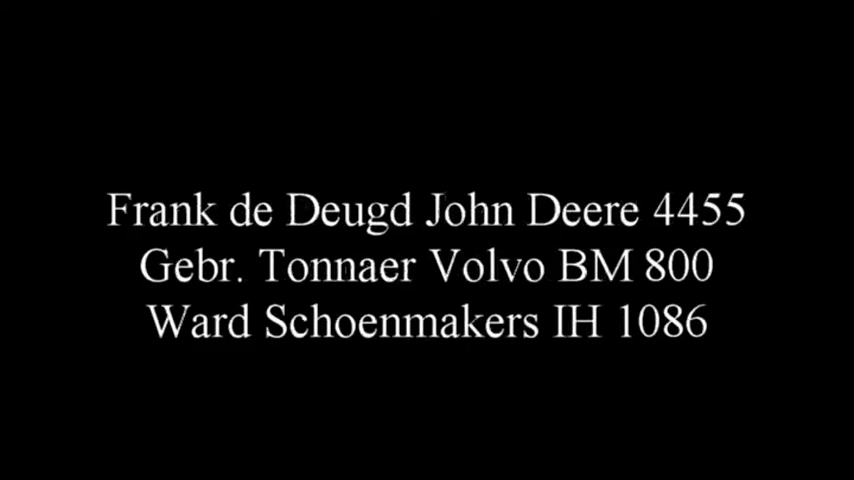 Frank de Deugd John Deere 4455
Gebr. Tonnaer Volvo BM 800
Ward Schoenmakers IH 1086